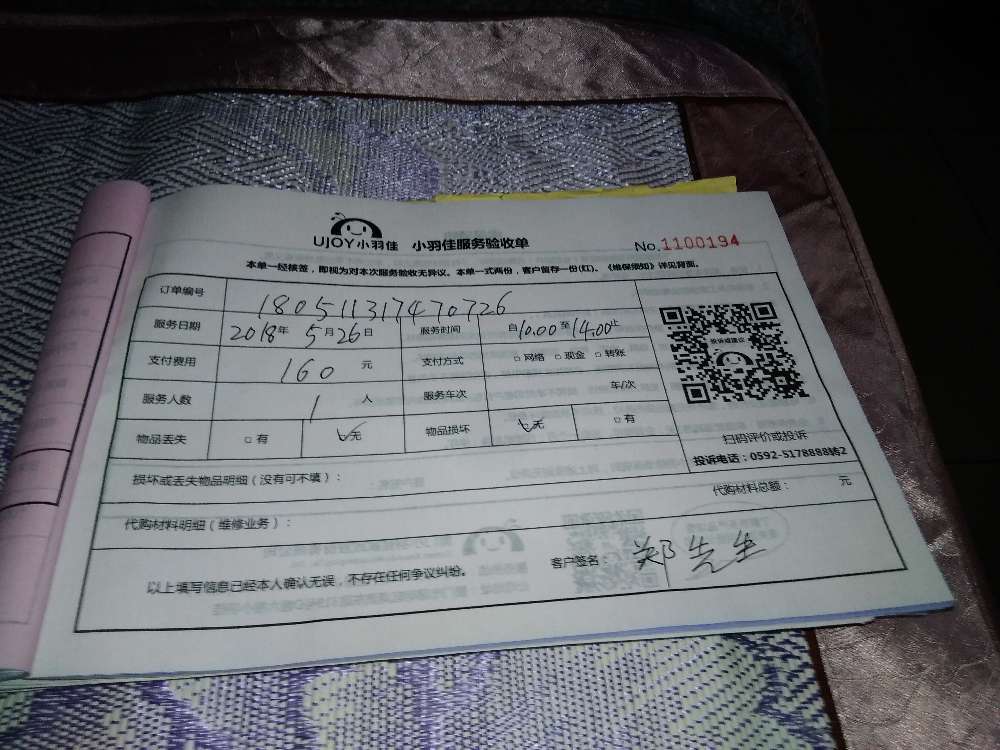 UJOY小羽佳 小羽佳服务验收单 No.1100194
本单一经核签，即视为对本次服务验收无异议。本单一式两份，客户留存一份(红)。《维保须知》详见背面。
订单编号 180511317470726
服务日期 2018年 5月26日 服务时间 自10.00至14.00止
支付费用 160 元 支付方式 □网络 □现金 □转账
服务人数 1 人 服务车次 年/次
物品丢失 □有 ☑无 物品损坏 ☑无 □有
投诉或建议
扫码评价或投诉
投诉电话：0592-5178888转2
损坏或丢失物品明细（没有可不填）：
代购材料明细（维修业务）： 代购材料总额： 元
以上填写信息已经本人确认无误，不存在任何争议纠纷。 客户签名： 郑先生